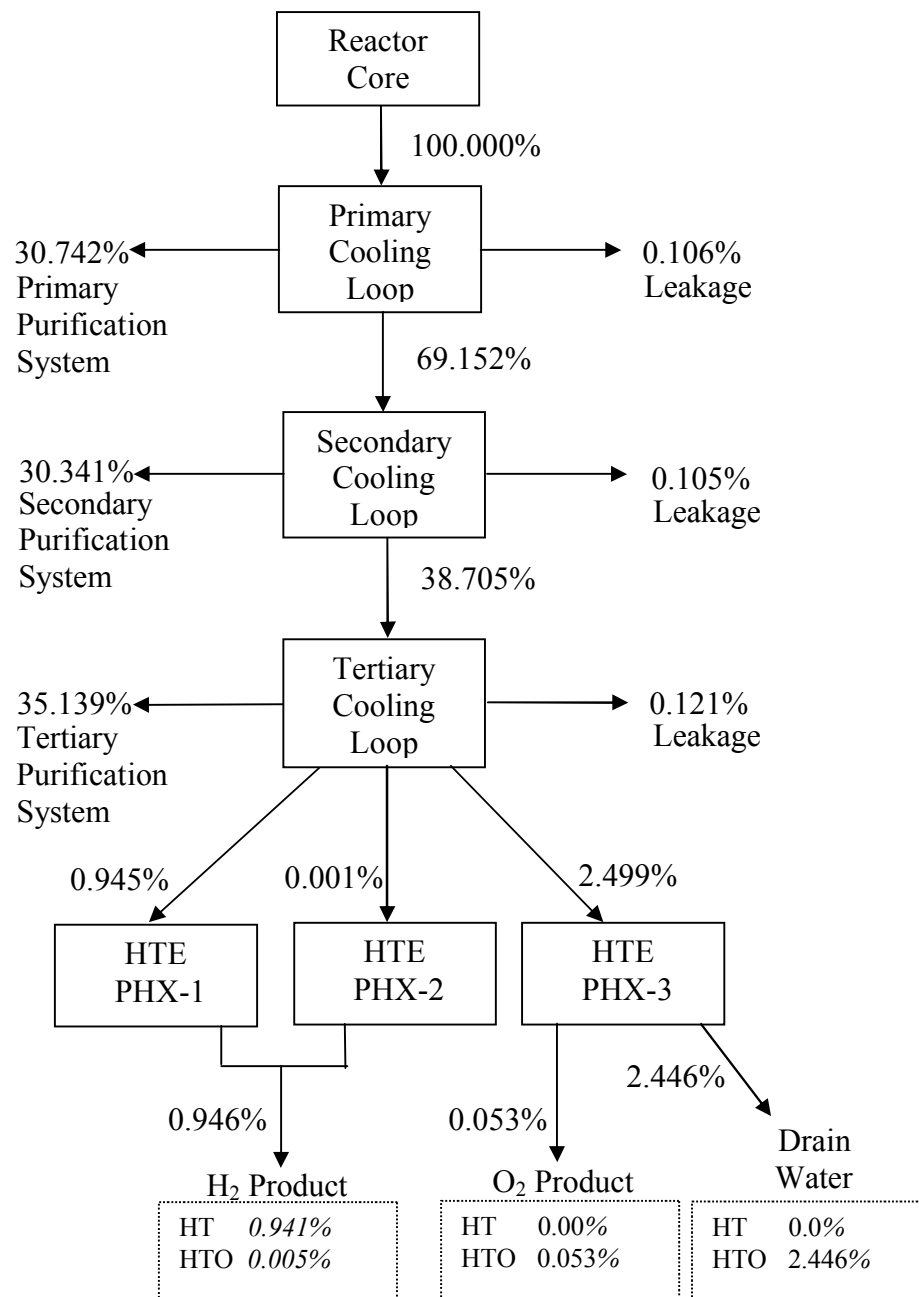 Reactor
Core
100.000%
Primary
Cooling
Loop
30.742%
Primary
Purification
System
0.106%
Leakage
69.152%
Secondary
Cooling
Loop
30.341%
Secondary
Purification
System
0.105%
Leakage
38.705%
Tertiary
Cooling
Loop
35.139%
Tertiary
Purification
System
0.121%
Leakage
0.945%
0.001%
2.499%
HTE
PHX-1
HTE
PHX-2
HTE
PHX-3
0.946%
0.053%
2.446%
H₂ Product
HT 0.941%
HTO 0.005%
O₂ Product
HT 0.00%
HTO 0.053%
Drain
Water
HT 0.0%
HTO 2.446%